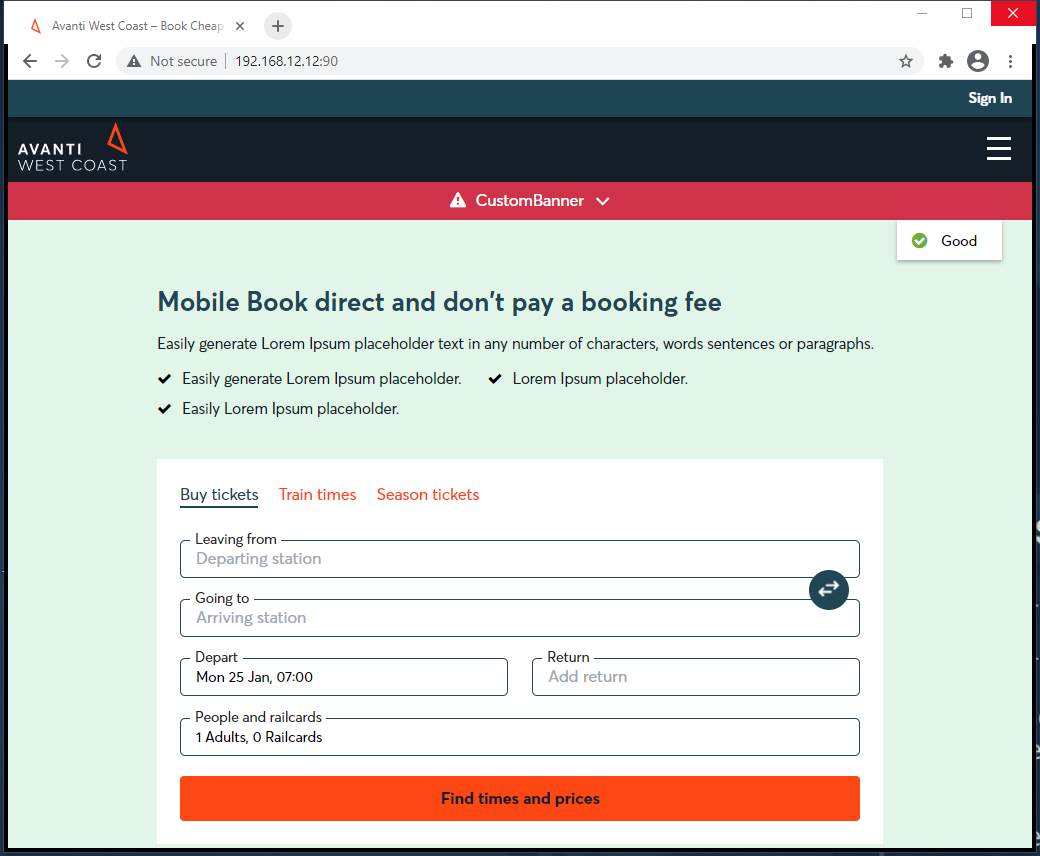 Avanti West Coast – Book Cheap
Not secure
192.168.12.12:90
Sign In
AVANTI
WEST COAST
CustomBanner
Good
Mobile Book direct and don't pay a booking fee
Easily generate Lorem Ipsum placeholder text in any number of characters, words sentences or paragraphs.
Easily generate Lorem Ipsum placeholder. Lorem Ipsum placeholder.
Easily Lorem Ipsum placeholder.
Buy tickets Train times Season tickets
Leaving from
Departing station
Going to
Arriving station
Depart Return
Mon 25 Jan, 07:00 Add return
People and railcards
1 Adults, 0 Railcards
Find times and prices